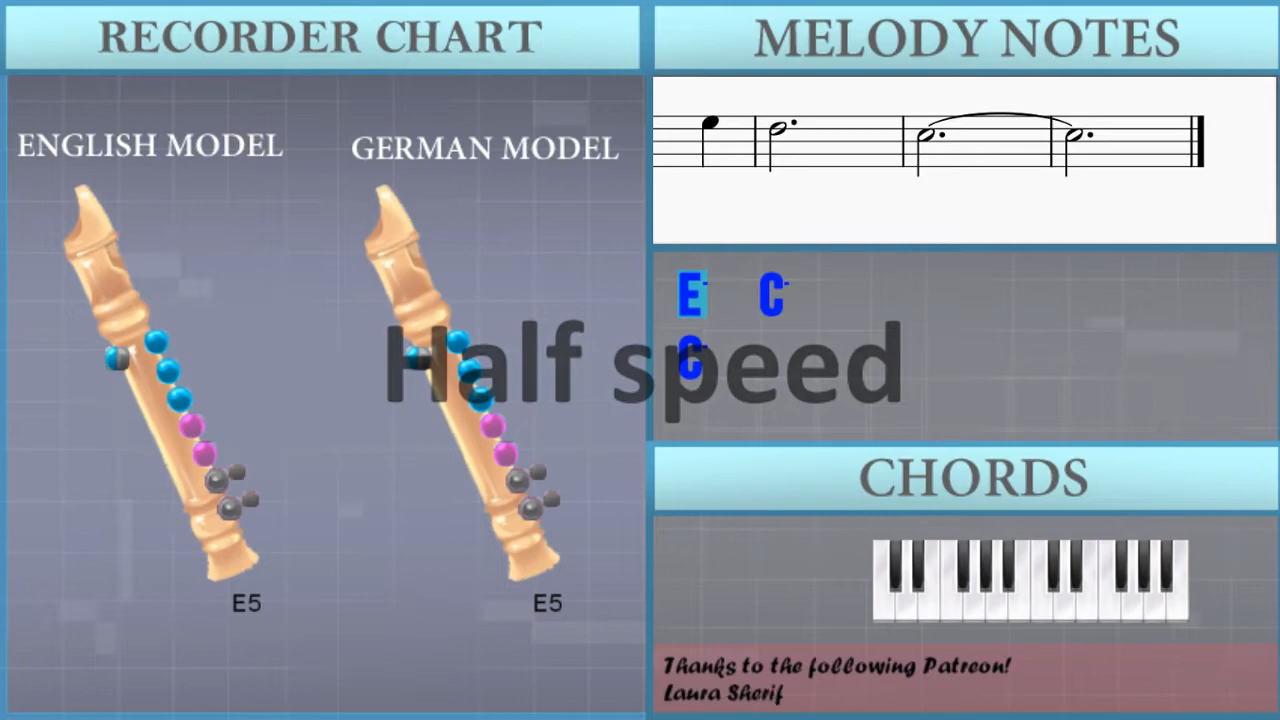 RECORDER CHART
MELODY NOTES
ENGLISH MODEL
GERMAN MODEL
E- C-
C-
Half speed
CHORDS
E5
E5
Thanks to the following Patreon!
Laura Sherif